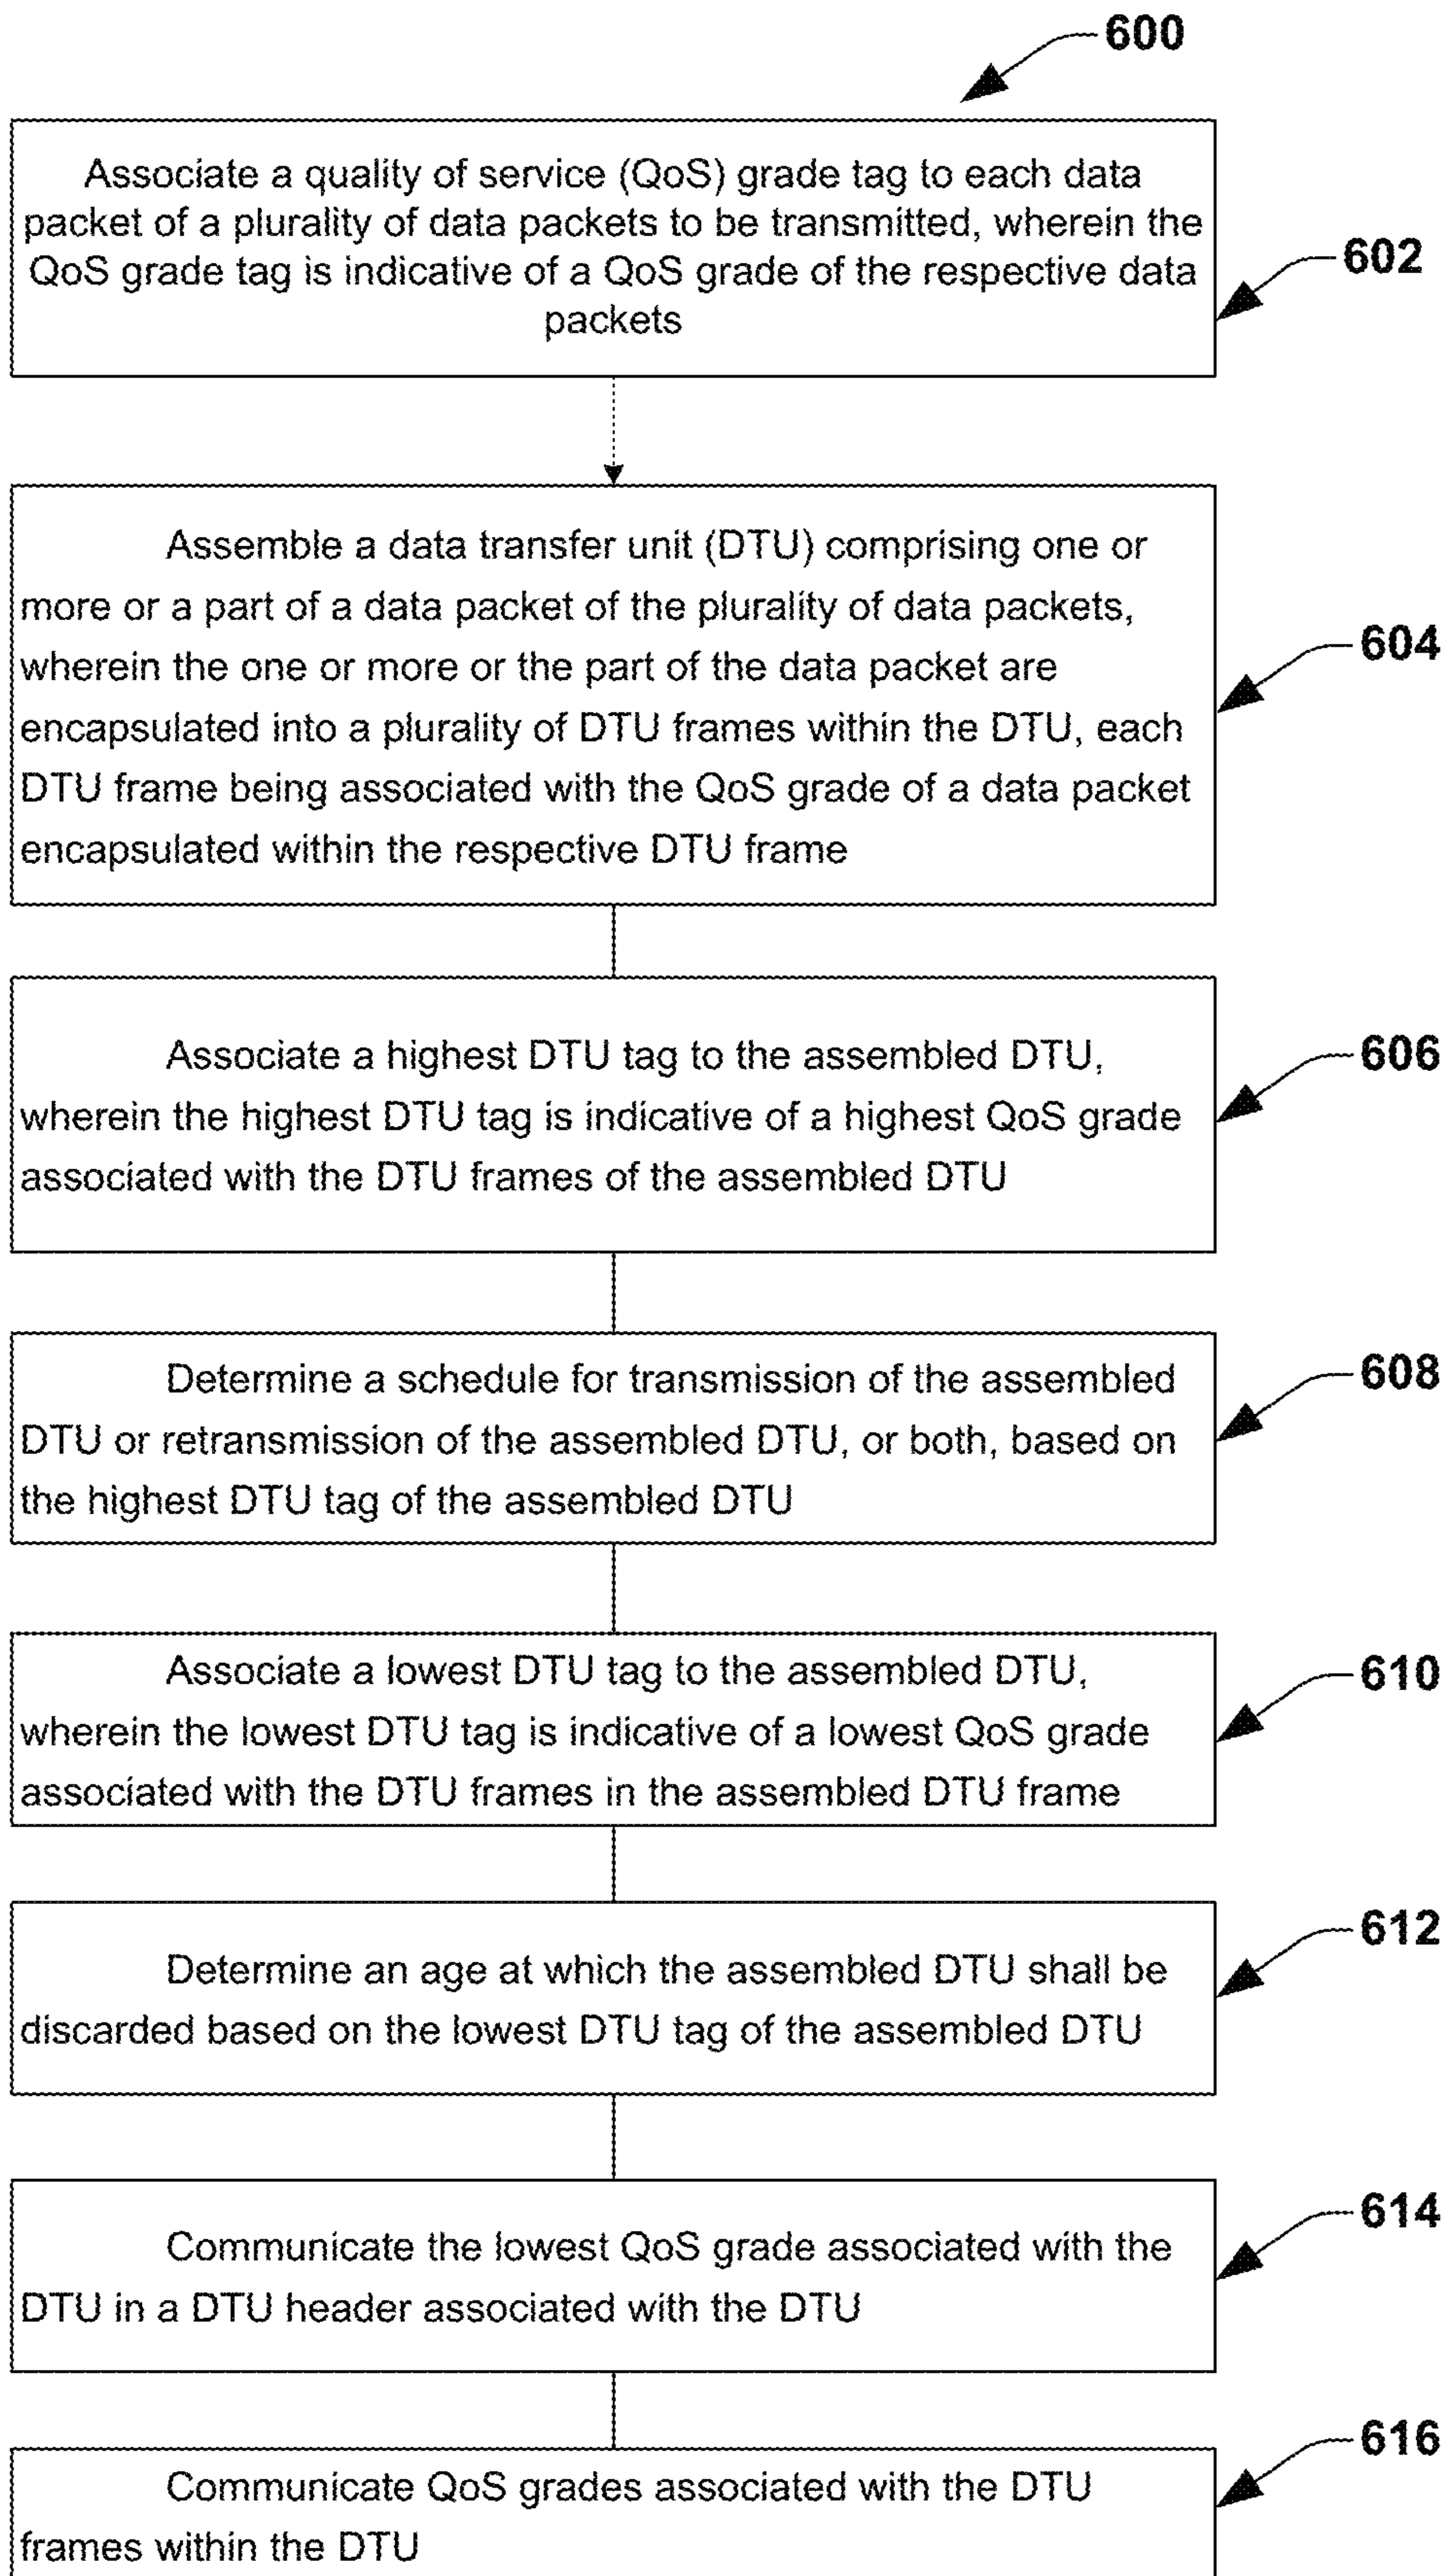 600
Associate a quality of service (QoS) grade tag to each data
packet of a plurality of data packets to be transmitted, wherein the
QoS grade tag is indicative of a QoS grade of the respective data
packets
602
Assemble a data transfer unit (DTU) comprising one or
more or a part of a data packet of the plurality of data packets,
wherein the one or more or the part of the data packet are
encapsulated into a plurality of DTU frames within the DTU, each
DTU frame being associated with the QoS grade of a data packet
encapsulated within the respective DTU frame
604
Associate a highest DTU tag to the assembled DTU,
wherein the highest DTU tag is indicative of a highest QoS grade
associated with the DTU frames of the assembled DTU
606
Determine a schedule for transmission of the assembled
DTU or retransmission of the assembled DTU, or both, based on
the highest DTU tag of the assembled DTU
608
Associate a lowest DTU tag to the assembled DTU,
wherein the lowest DTU tag is indicative of a lowest QoS grade
associated with the DTU frames in the assembled DTU frame
610
Determine an age at which the assembled DTU shall be
discarded based on the lowest DTU tag of the assembled DTU
612
Communicate the lowest QoS grade associated with the
DTU in a DTU header associated with the DTU
614
Communicate QoS grades associated with the DTU
frames within the DTU
616